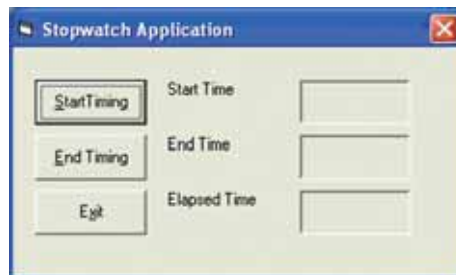 Stopwatch Application
StartTiming
Start Time
End Timing
End Time
Exit
Elapsed Time